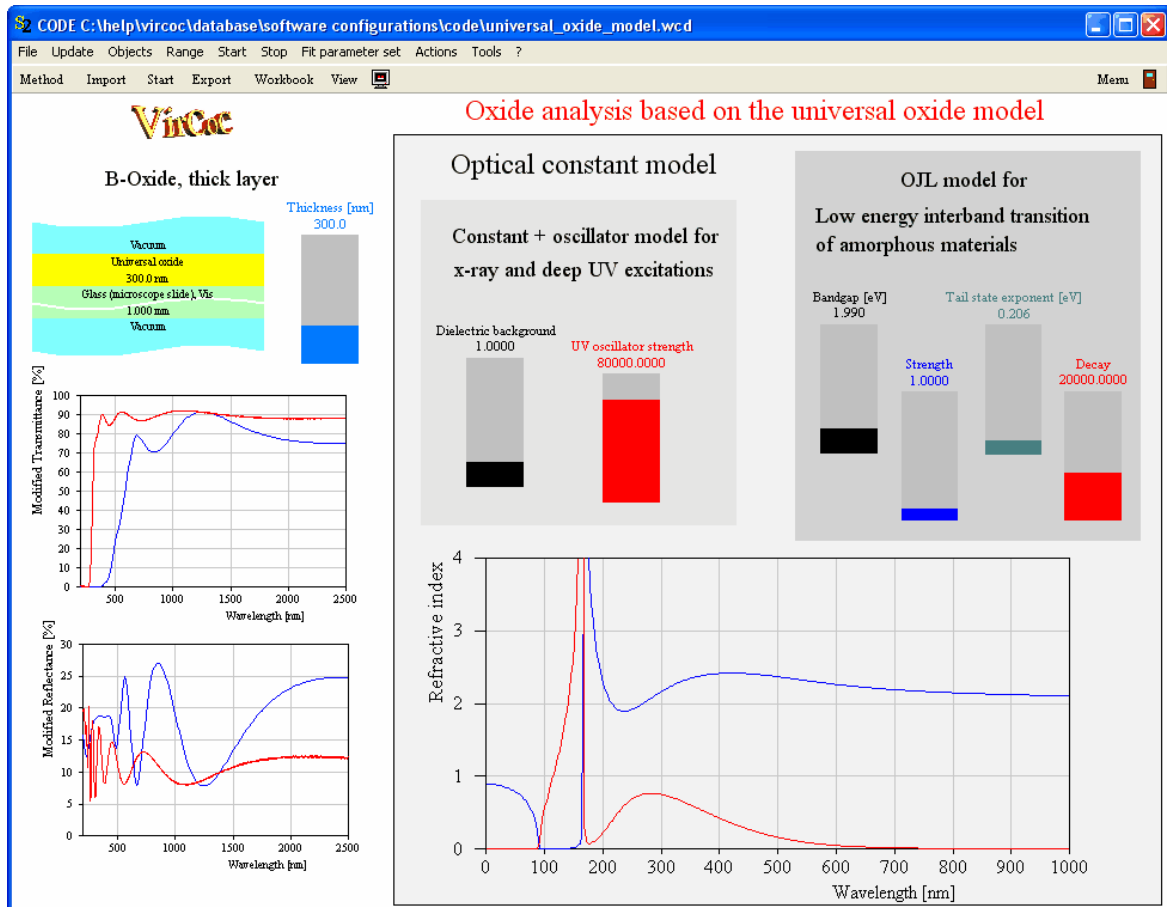 CODE C:\help\vircoc\database\software configurations\code\universal_oxide_model.wcd
File Update Objects Range Start Stop Fit parameter set Actions Tools ?
Method Import Start Export Workbook View Menu
VirCoc
Oxide analysis based on the universal oxide model
B-Oxide, thick layer
Thickness [nm]
300.0
Vacuum
Universal oxide
300.0 nm
Glass (microscope slide), Vis
1.000 mm
Vacuum
Optical constant model
Constant + oscillator model for
x-ray and deep UV excitations
Dielectric background
1.0000
UV oscillator strength
80000.0000
OJL model for
Low energy interband transition
of amorphous materials
Bandgap [eV]
1.990
Tail state exponent [eV]
0.206
Strength
1.0000
Decay
20000.0000
Modified Transmittance [%]
100
90
80
70
60
50
40
30
20
10
0
500 1000 1500 2000 2500
Wavelength [nm]
Modified Reflectance [%]
30
25
20
15
10
5
0
500 1000 1500 2000 2500
Wavelength [nm]
Refractive index
4
3
2
1
0
0 100 200 300 400 500 600 700 800 900 1000
Wavelength [nm]